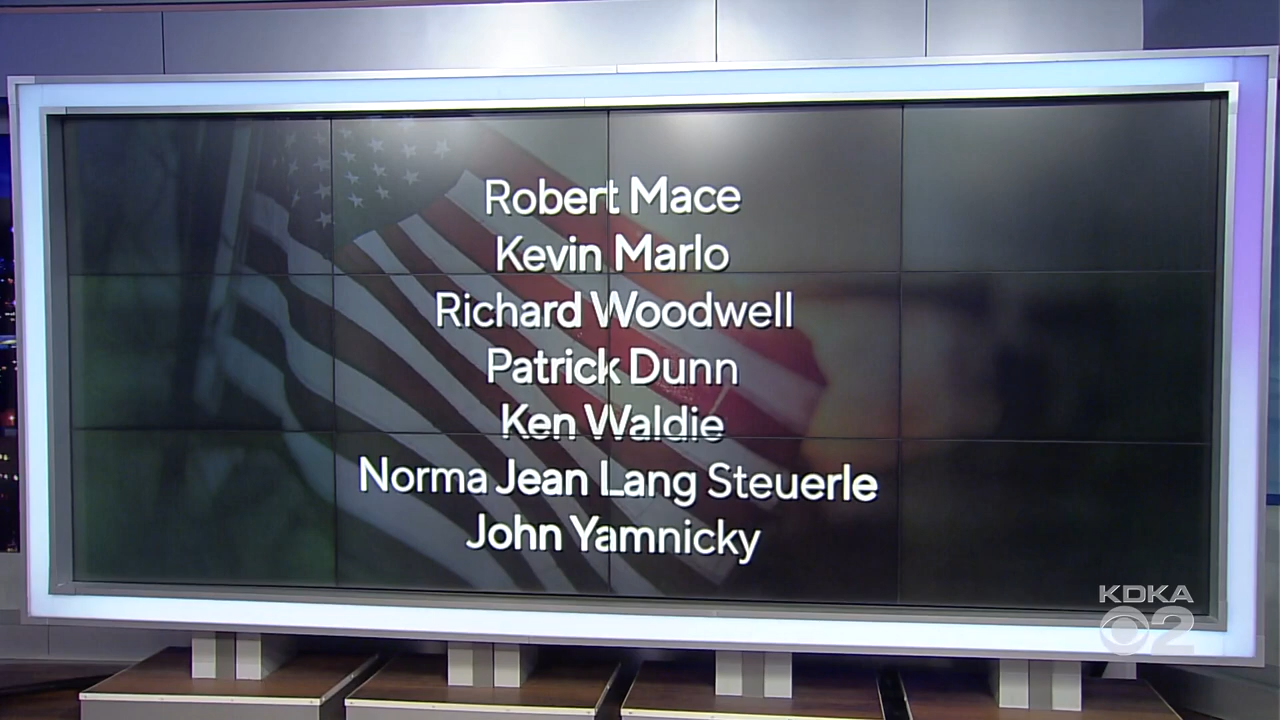 Robert Mace
Kevin Marlo
Richard Woodwell
Patrick Dunn
Ken Waldie
Norma Jean Lang Steuerle
John Yamnicky
KDKA
2